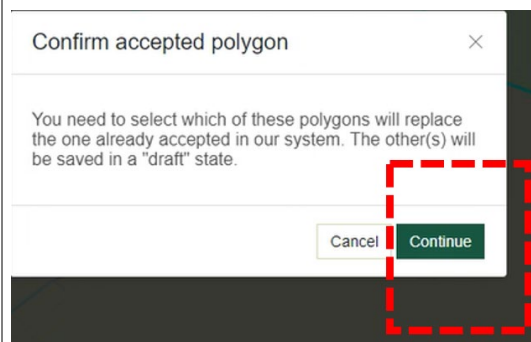 Confirm accepted polygon
You need to select which of these polygons will replace
the one already accepted in our system. The other(s) will
be saved in a "draft" state.
Cancel
Continue